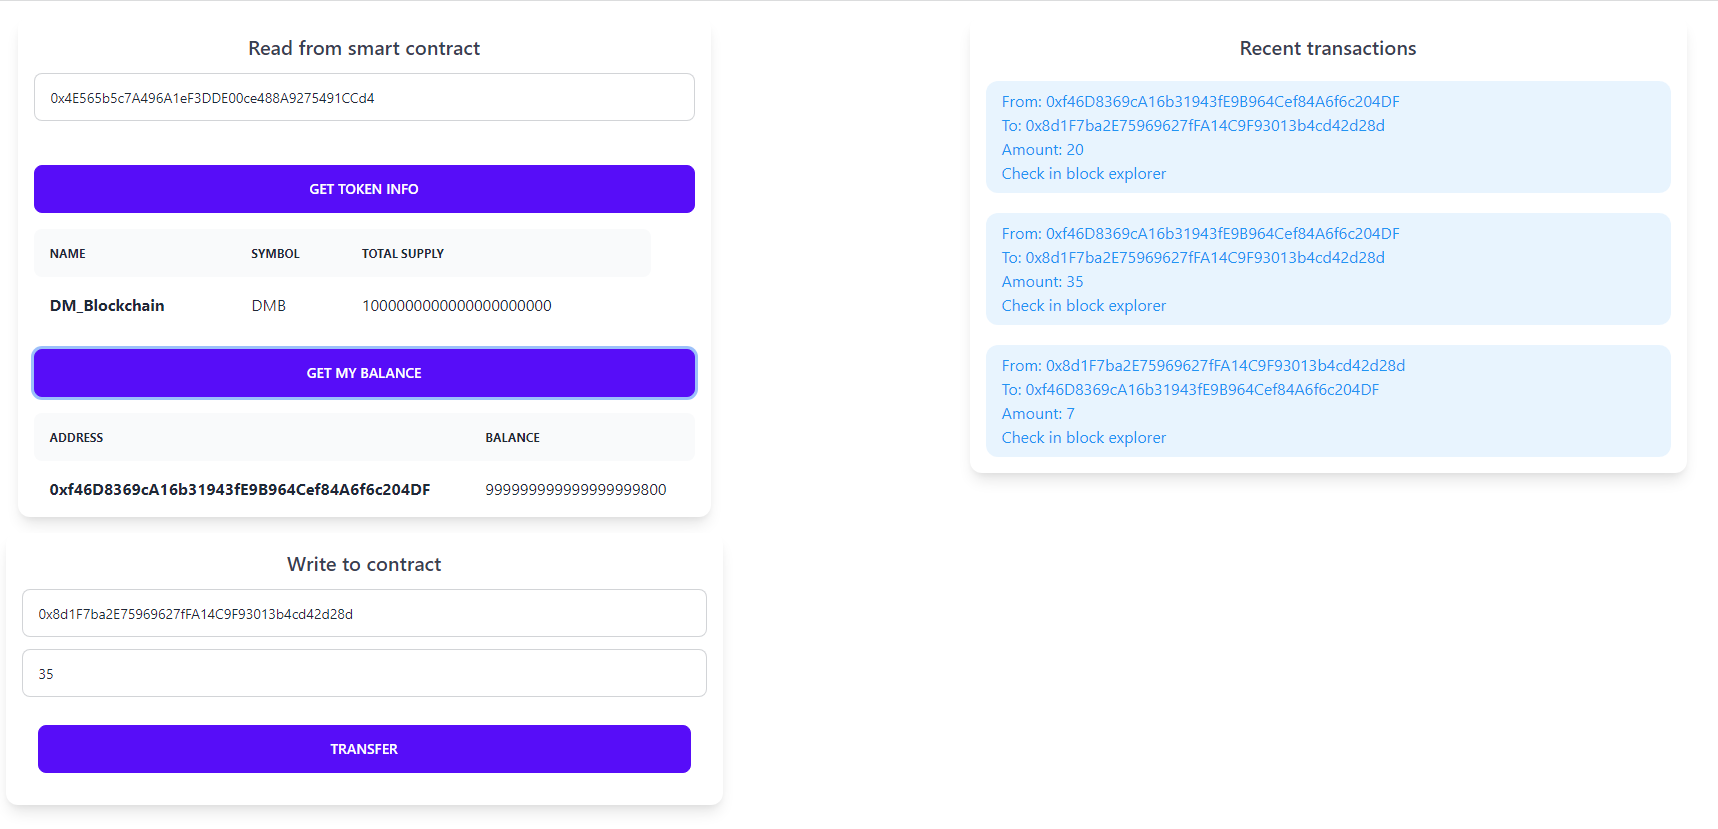 Read from smart contract
0x4E565b5c7A496A1eF3DDE00ce488A9275491CCd4
GET TOKEN INFO
NAME SYMBOL TOTAL SUPPLY
DM_Blockchain DMB 1000000000000000000000
GET MY BALANCE
ADDRESS BALANCE
0xf46D8369cA16b31943fE9B964Cef84A6f6c204DF 999999999999999999800
Write to contract
0x8d1F7ba2E75969627fFA14C9F93013b4cd42d28d
35
TRANSFER
Recent transactions
From: 0xf46D8369cA16b31943fE9B964Cef84A6f6c204DF
To: 0x8d1F7ba2E75969627fFA14C9F93013b4cd42d28d
Amount: 20
Check in block explorer
From: 0xf46D8369cA16b31943fE9B964Cef84A6f6c204DF
To: 0x8d1F7ba2E75969627fFA14C9F93013b4cd42d28d
Amount: 35
Check in block explorer
From: 0x8d1F7ba2E75969627fFA14C9F93013b4cd42d28d
To: 0xf46D8369cA16b31943fE9B964Cef84A6f6c204DF
Amount: 7
Check in block explorer